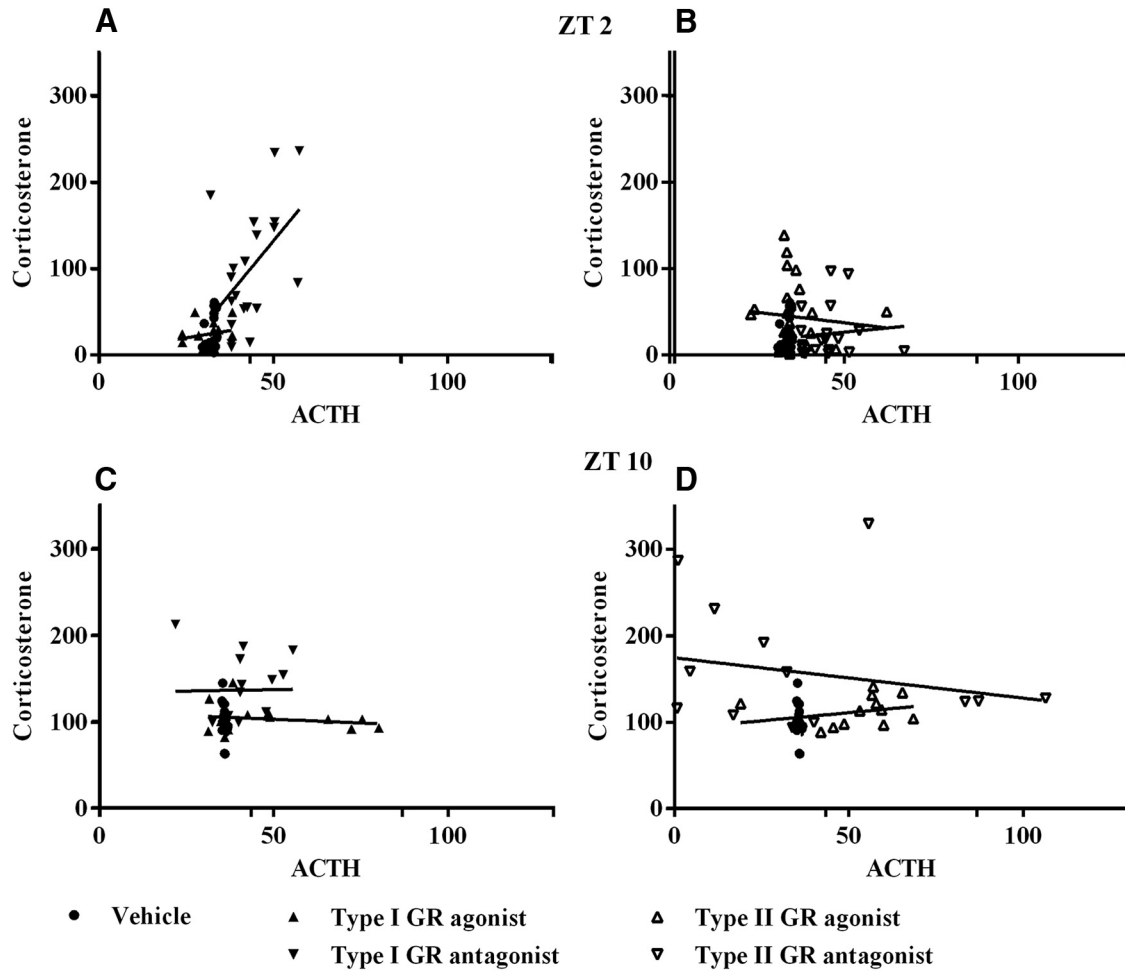 A
ZT 2
B
Corticosterone
300
200
100
0
0
50
100
ACTH
Corticosterone
300
200
100
0
0
50
100
ACTH
C
ZT 10
D
Corticosterone
300
200
100
0
0
50
100
ACTH
Corticosterone
300
200
100
0
0
50
100
ACTH
Vehicle
Type I GR agonist
Type II GR agonist
Type I GR antagonist
Type II GR antagonist